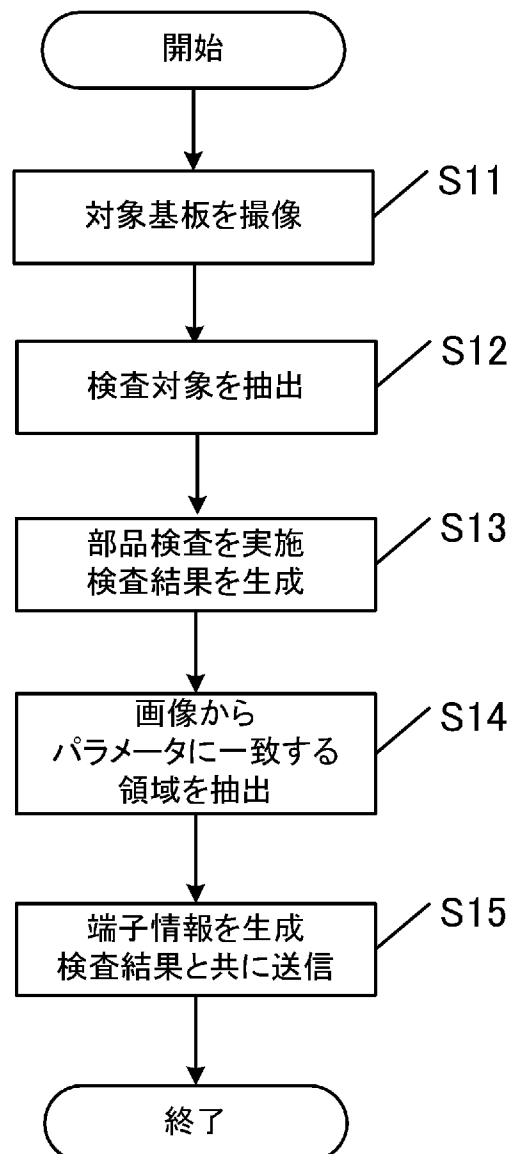 開始
対象基板を撮像
S11
検査対象を抽出
S12
部品検査を実施
検査結果を生成
S13
画像から
パラメータに一致する
領域を抽出
S14
端子情報を生成
検査結果と共に送信
S15
終了